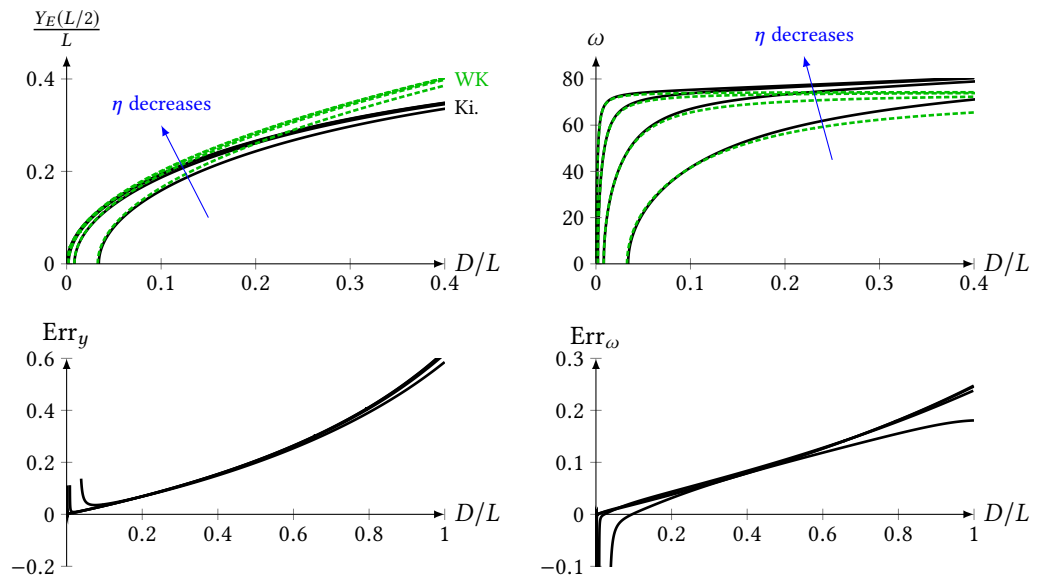 Y_E(L/2)
L
0.4
0.2
0
0 0.1 0.2 0.3 0.4
D/L
η decreases
WK
Ki.
ω
80
60
40
20
0
0 0.1 0.2 0.3 0.4
D/L
η decreases
Err_y
0.6
0.4
0.2
0
−0.2
0.2 0.4 0.6 0.8 1
D/L
Err_ω
0.3
0.2
0.1
0
−0.1
0.2 0.4 0.6 0.8 1
D/L